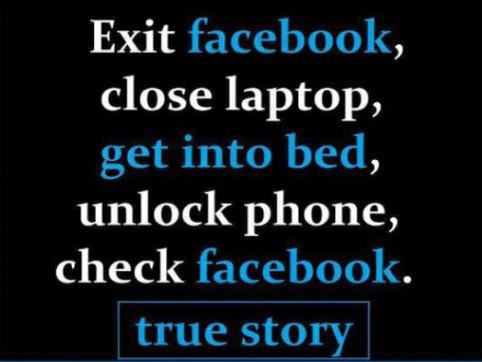 Exit facebook,
close laptop,
get into bed,
unlock phone,
check facebook.
true story